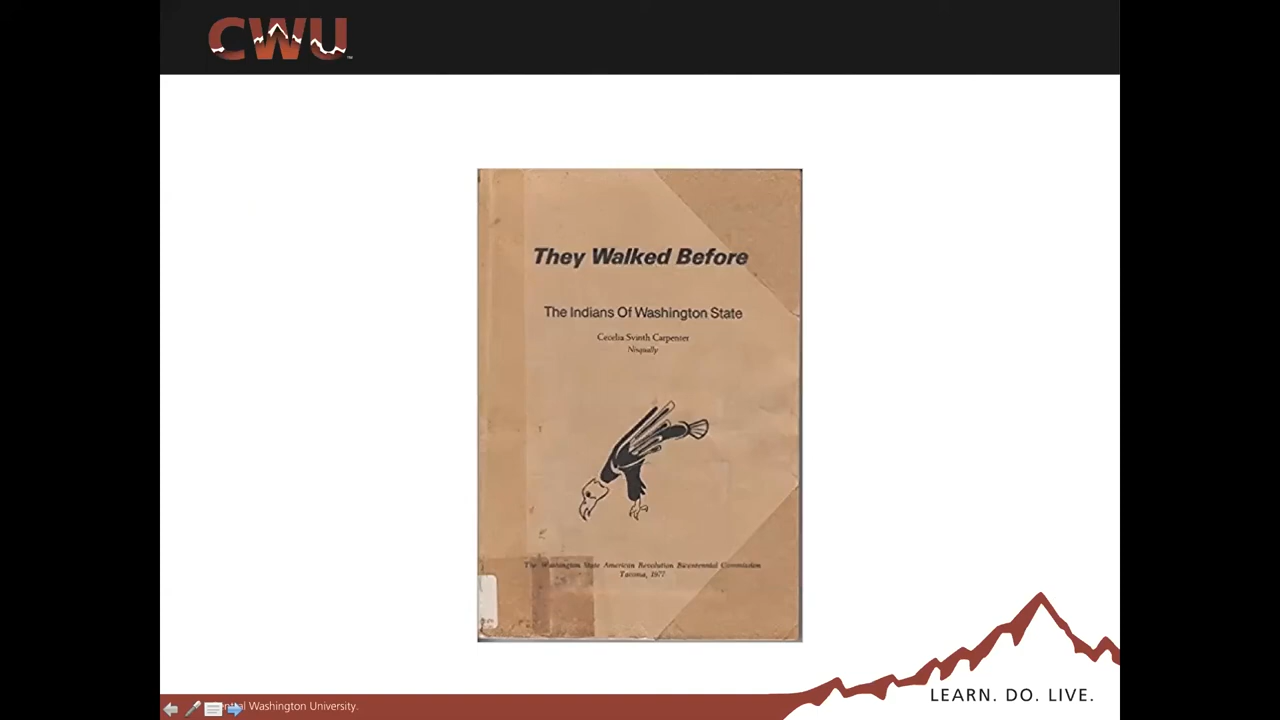 CWU
They Walked Before
The Indians Of Washington State
Cecelia Svinth Carpenter
Nisqually
The Washington State American Revolution Bicentennial Commission
Tacoma, 1977
LEARN. DO. LIVE.
Washington University.